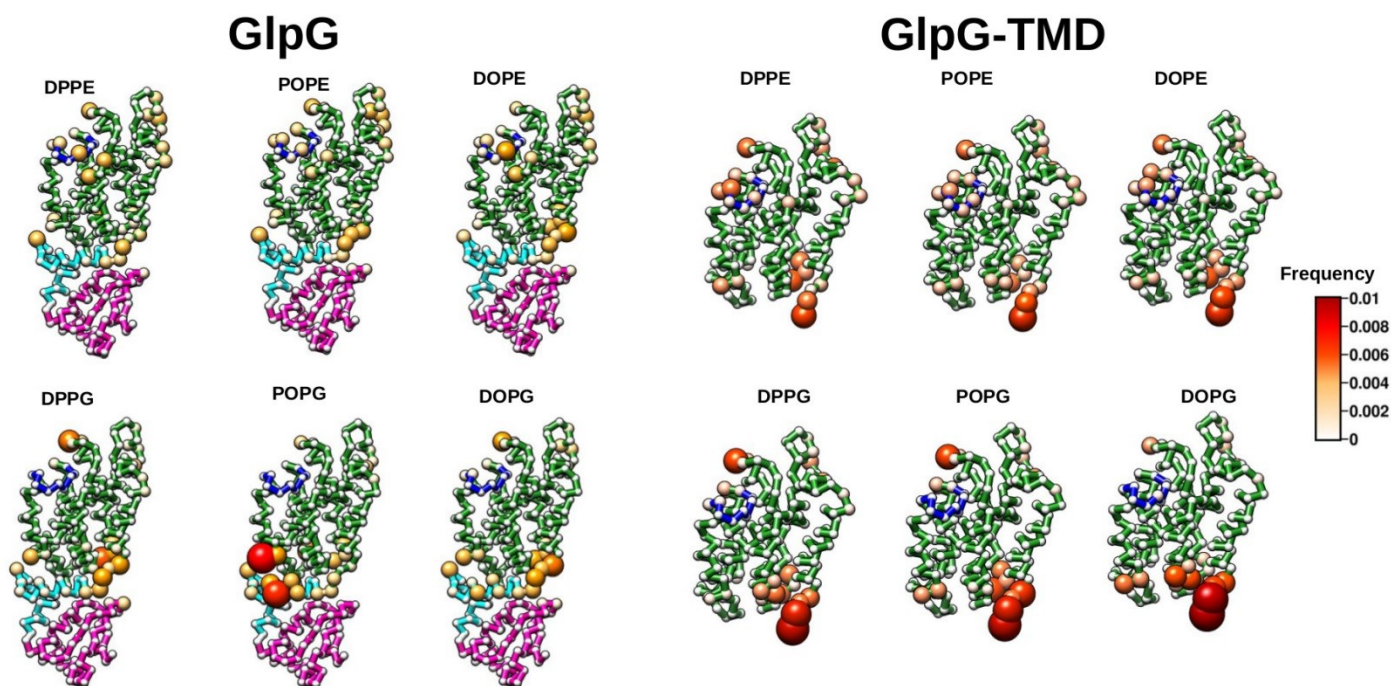 GlpG
GlpG-TMD
DPPE
POPE
DOPE
DPPE
POPE
DOPE
Frequency
0.01
0.008
0.006
0.004
0.002
0
DPPG
POPG
DOPG
DPPG
POPG
DOPG